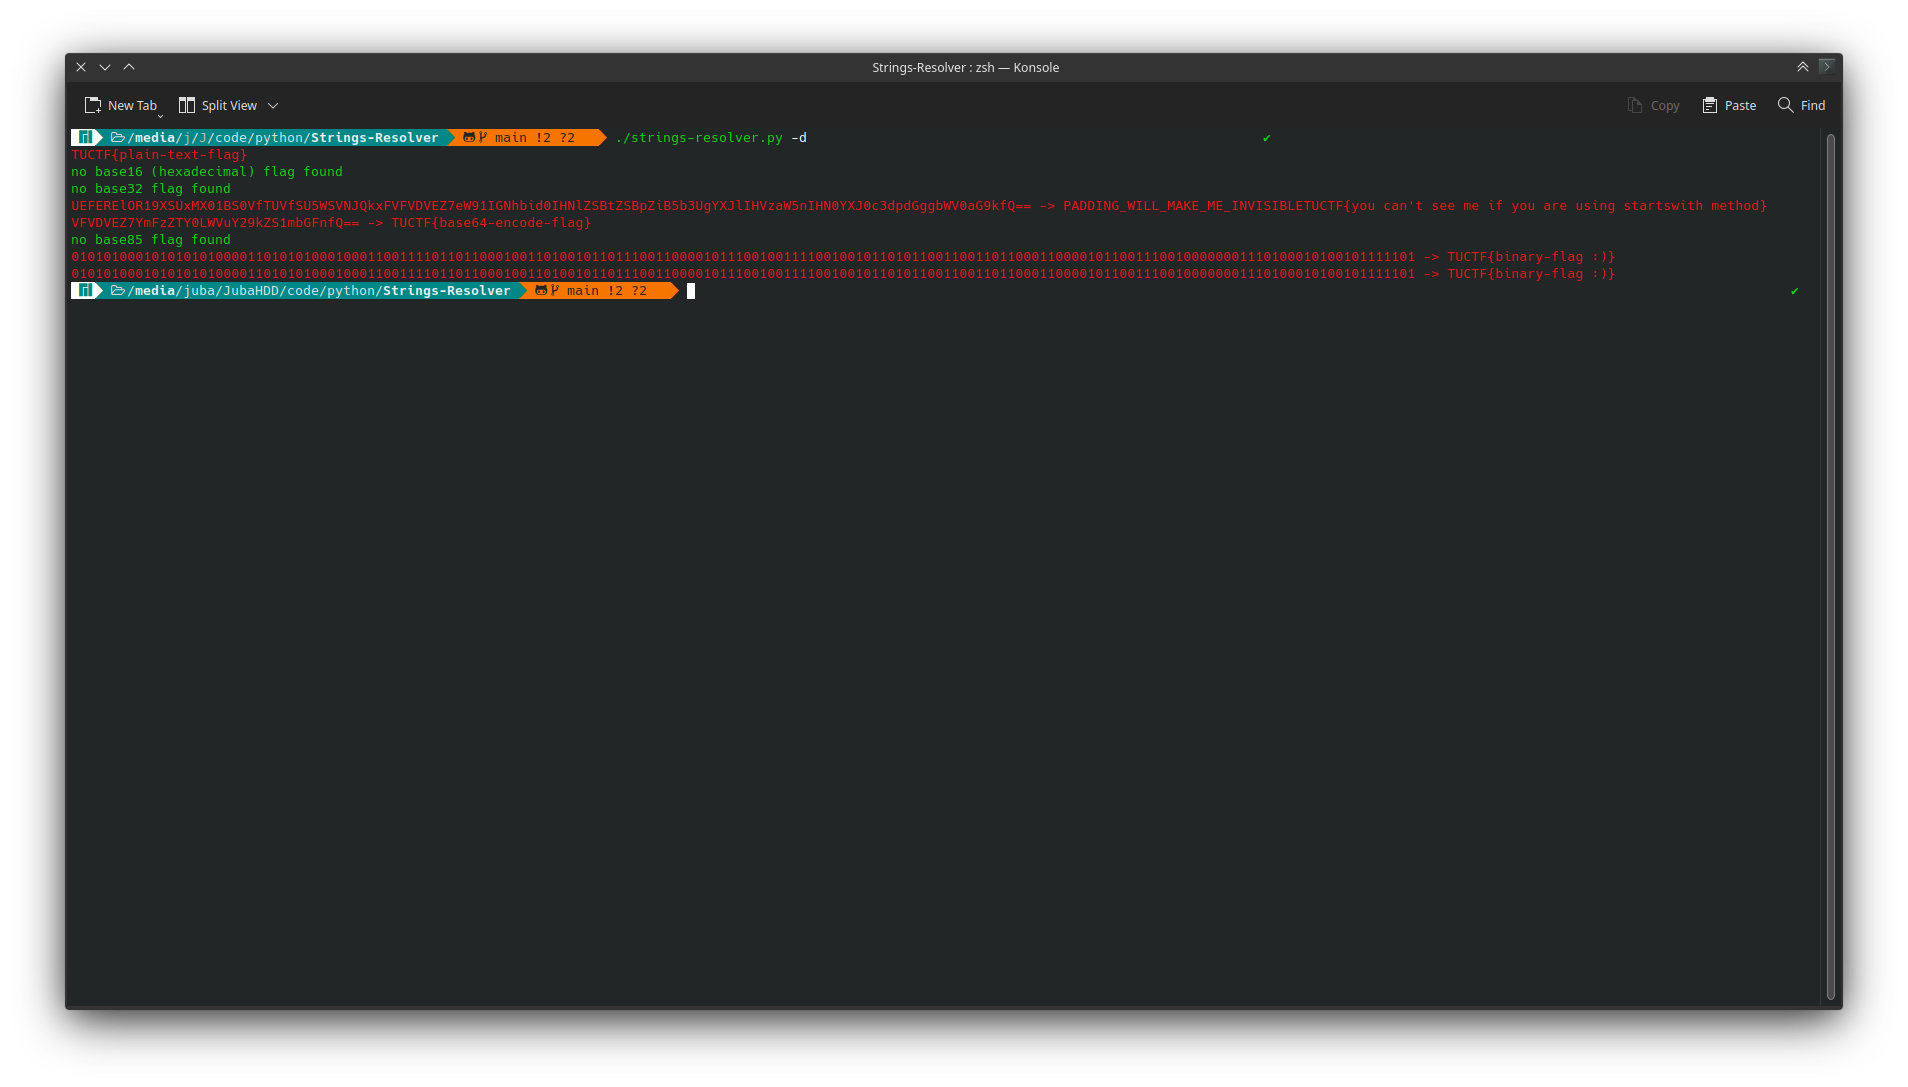 Strings-Resolver : zsh — Konsole
New Tab Split View Copy Paste Find
/media/j/J/code/python/Strings-Resolver main !2 ?2 ./strings-resolver.py -d ✔
TUCTF{plain-text-flag}
no base16 (hexadecimal) flag found
no base32 flag found
UEFERElOR19XSUxMX01BS0VfTUVfSU5WSVNJQkxFVFVDVEZ7eW91IGNhbid0IHNlZSBtZSBpZiB5b3UgYXJlIHVzaW5nIHN0YXJ0c3dpdGggbWV0aG9kfQ== -> PADDING_WILL_MAKE_ME_INVISIBLETUCTF{you can't see me if you are using startswith method}
VFVDVEZ7YmFzZTY0LWVuY29kZS1mbGFnfQ== -> TUCTF{base64-encode-flag}
no base85 flag found
-> TUCTF{binary-flag :)}
-> TUCTF{binary-flag :)}
/media/juba/JubaHDD/code/python/Strings-Resolver main !2 ?2 ✔